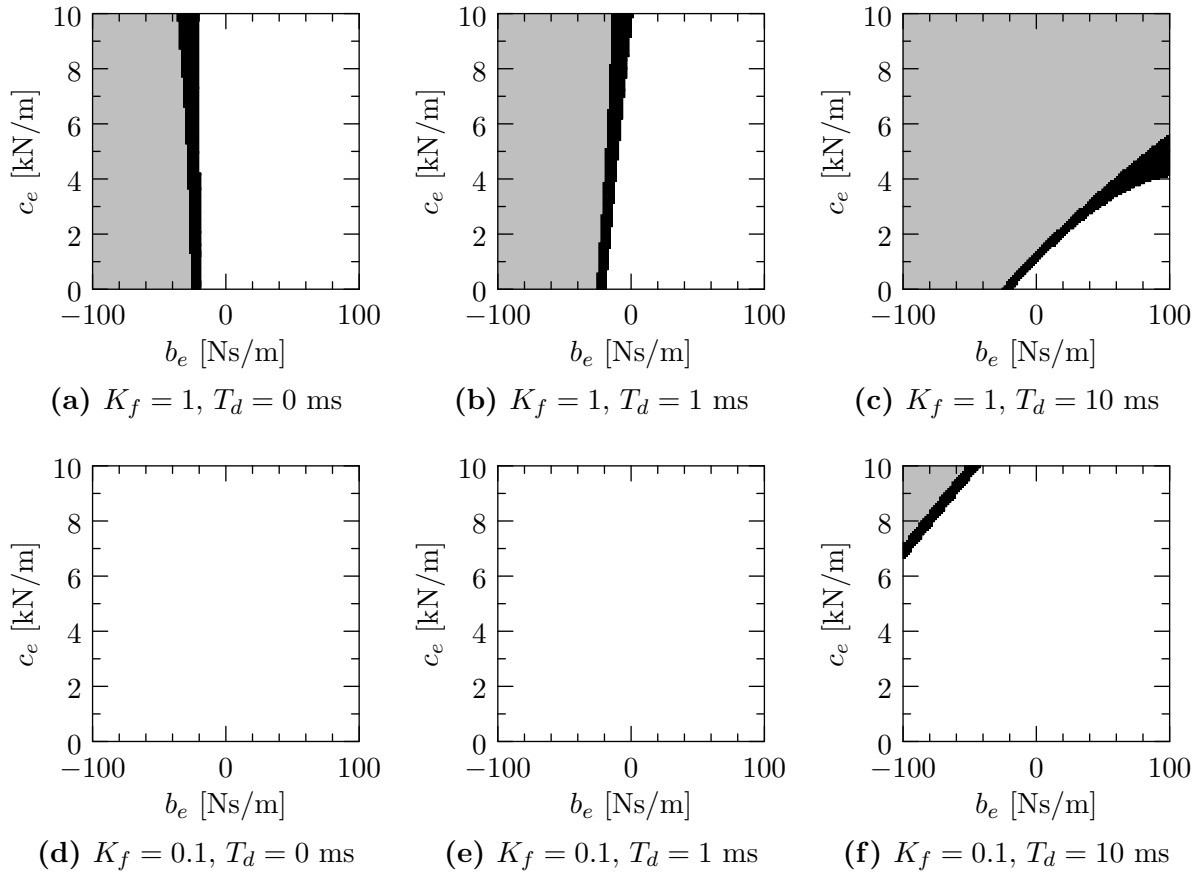 10
8
6
4
2
0
c_e [kN/m]
−100 0 100
b_e [Ns/m]
(a) K_f = 1, T_d = 0 ms
10
8
6
4
2
0
c_e [kN/m]
−100 0 100
b_e [Ns/m]
(b) K_f = 1, T_d = 1 ms
10
8
6
4
2
0
c_e [kN/m]
−100 0 100
b_e [Ns/m]
(c) K_f = 1, T_d = 10 ms
10
8
6
4
2
0
c_e [kN/m]
−100 0 100
b_e [Ns/m]
(d) K_f = 0.1, T_d = 0 ms
10
8
6
4
2
0
c_e [kN/m]
−100 0 100
b_e [Ns/m]
(e) K_f = 0.1, T_d = 1 ms
10
8
6
4
2
0
c_e [kN/m]
−100 0 100
b_e [Ns/m]
(f) K_f = 0.1, T_d = 10 ms